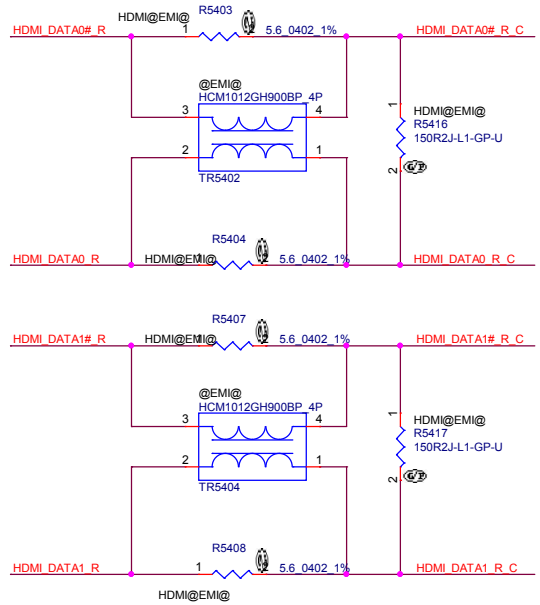 R5403
HDMI@EMI@
HDMI_DATA0#_R
1
2
5.6_0402_1%
HDMI_DATA0#_R_C
@EMI@
HCM1012GH900BP_4P
3
4
2
1
TR5402
1
HDMI@EMI@
R5416
150R2J-L1-GP-U
2
G/P
R5404
HDMI_DATA0_R
HDMI@EMI@
1
2
5.6_0402_1%
HDMI_DATA0_R_C
R5407
HDMI_DATA1#_R
HDMI@EMI@
1
2
5.6_0402_1%
HDMI_DATA1#_R_C
@EMI@
HCM1012GH900BP_4P
3
4
2
1
TR5404
1
HDMI@EMI@
R5417
150R2J-L1-GP-U
2
G/P
R5408
HDMI_DATA1_R
1
2
5.6_0402_1%
HDMI_DATA1_R_C
HDMI@EMI@